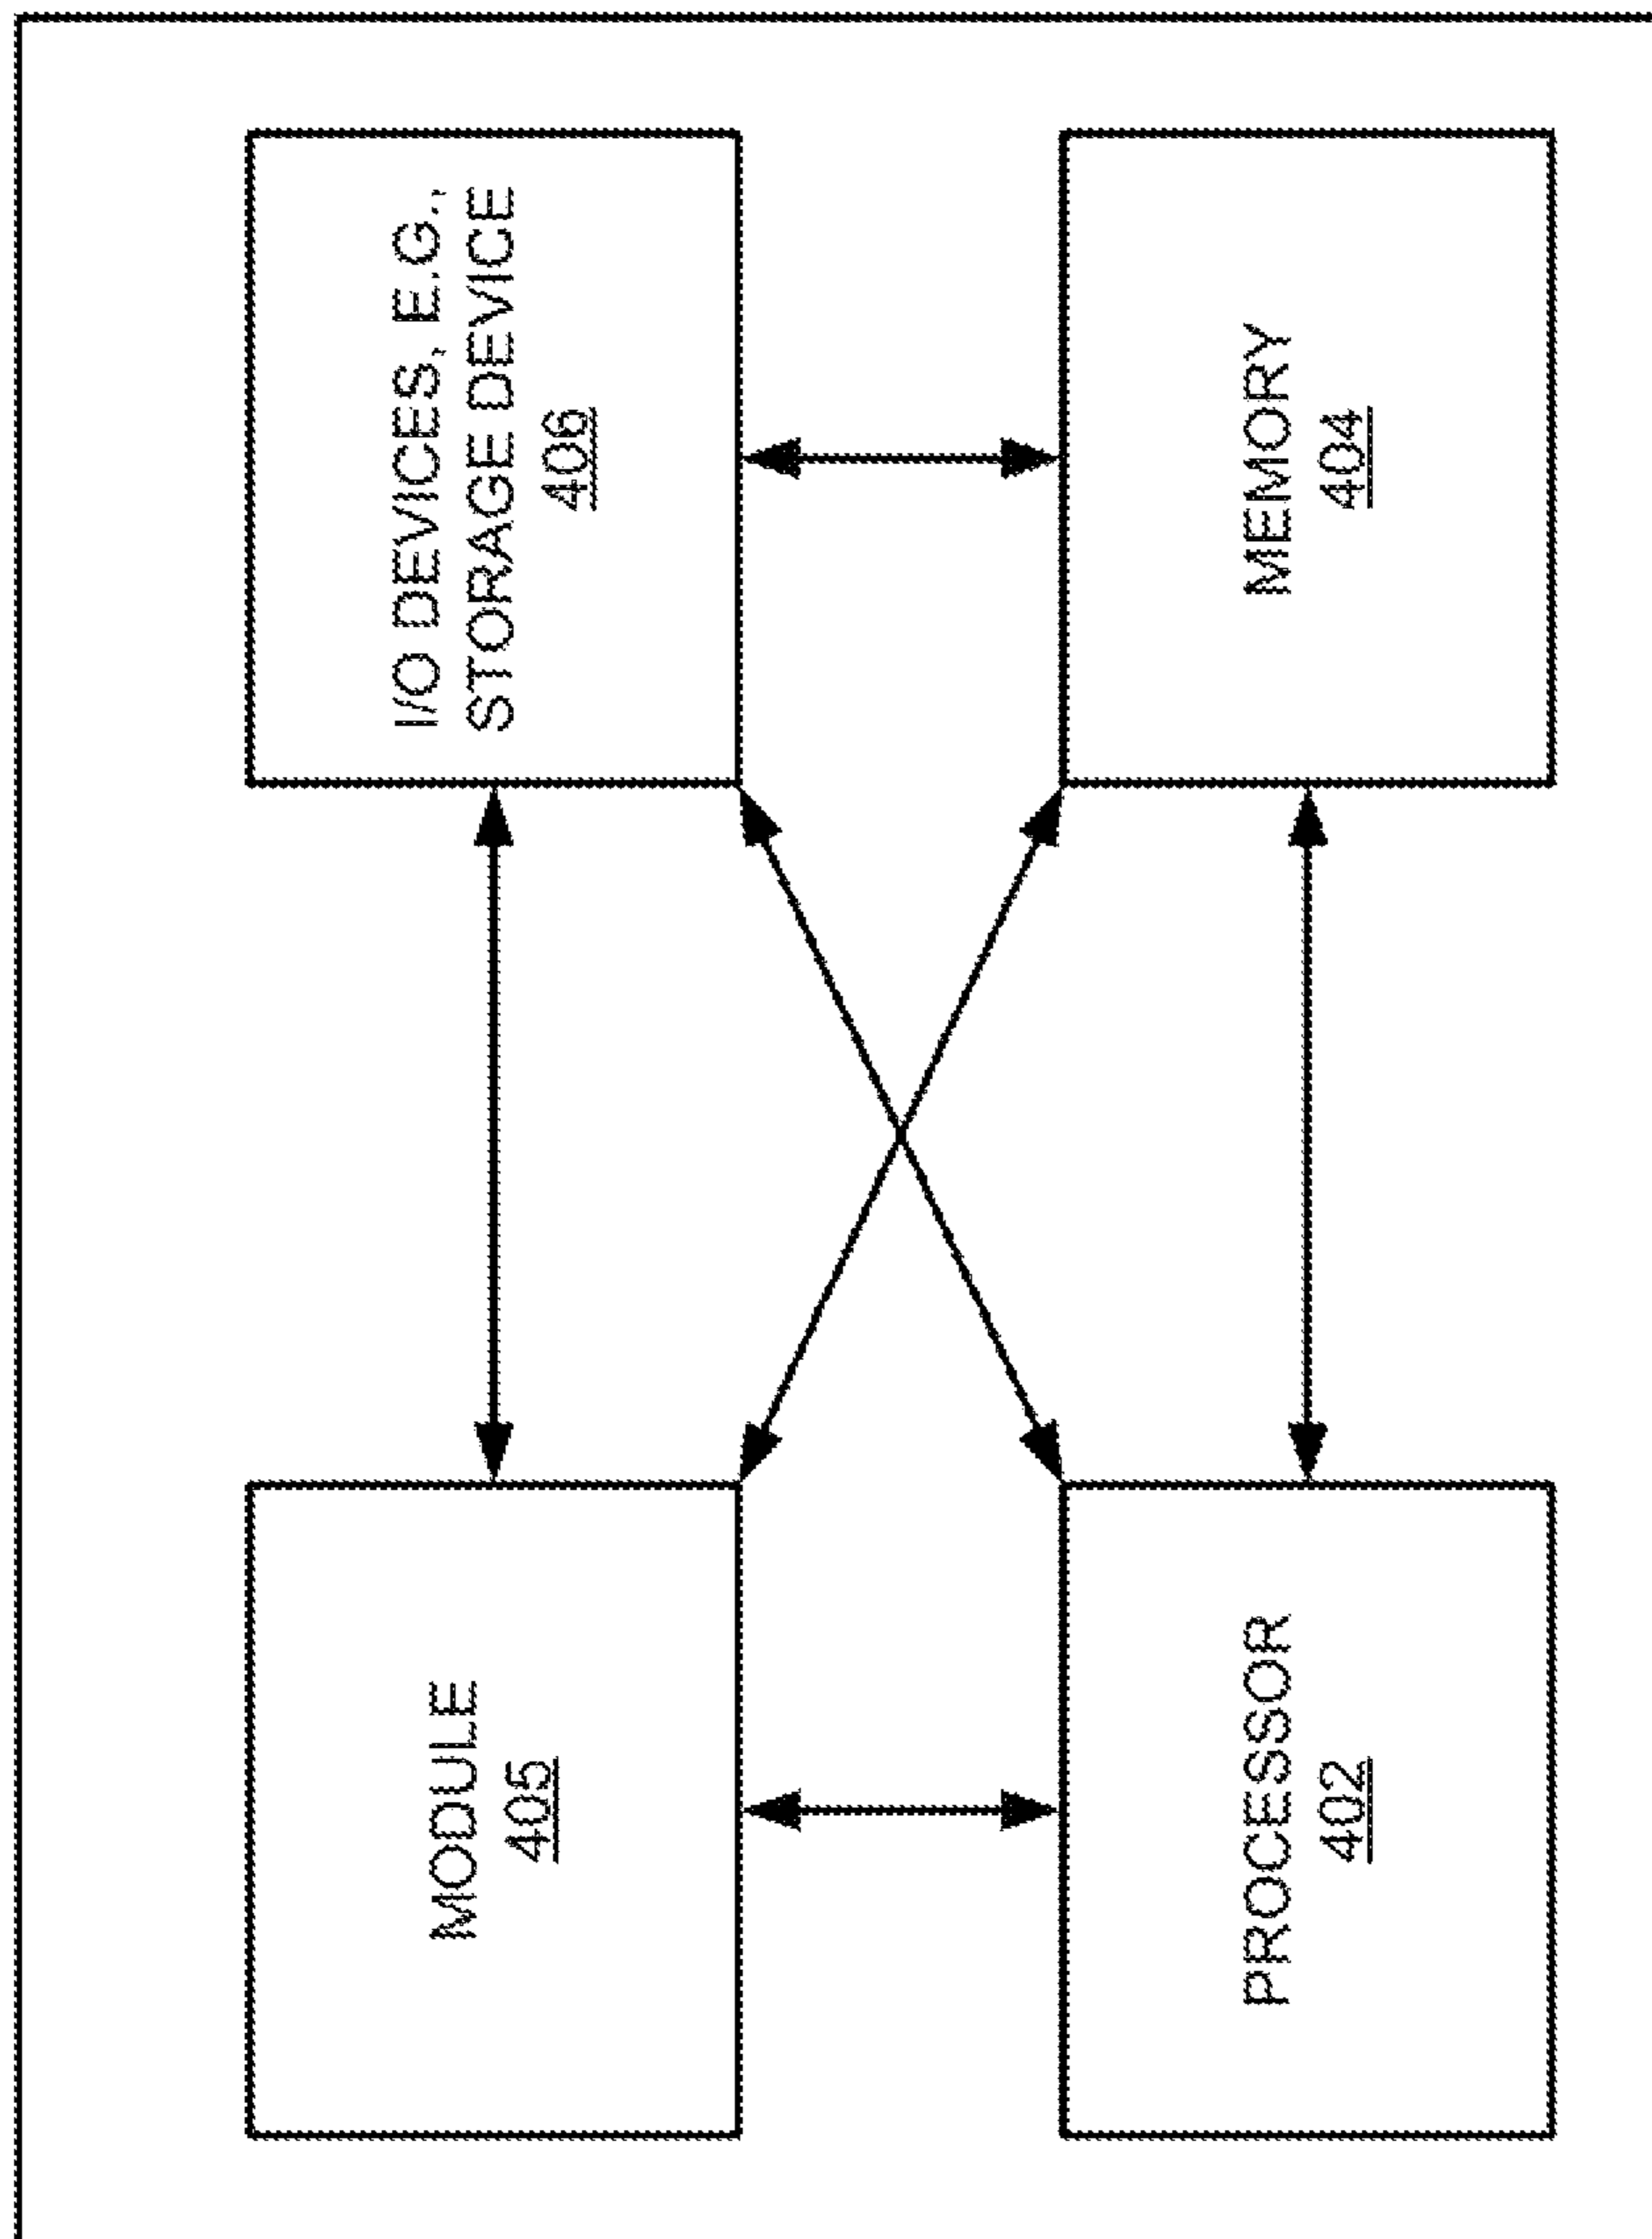 MODULE
405
I/O DEVICES, E.G.,
STORAGE DEVICE
406
PROCESSOR
402
MEMORY
404